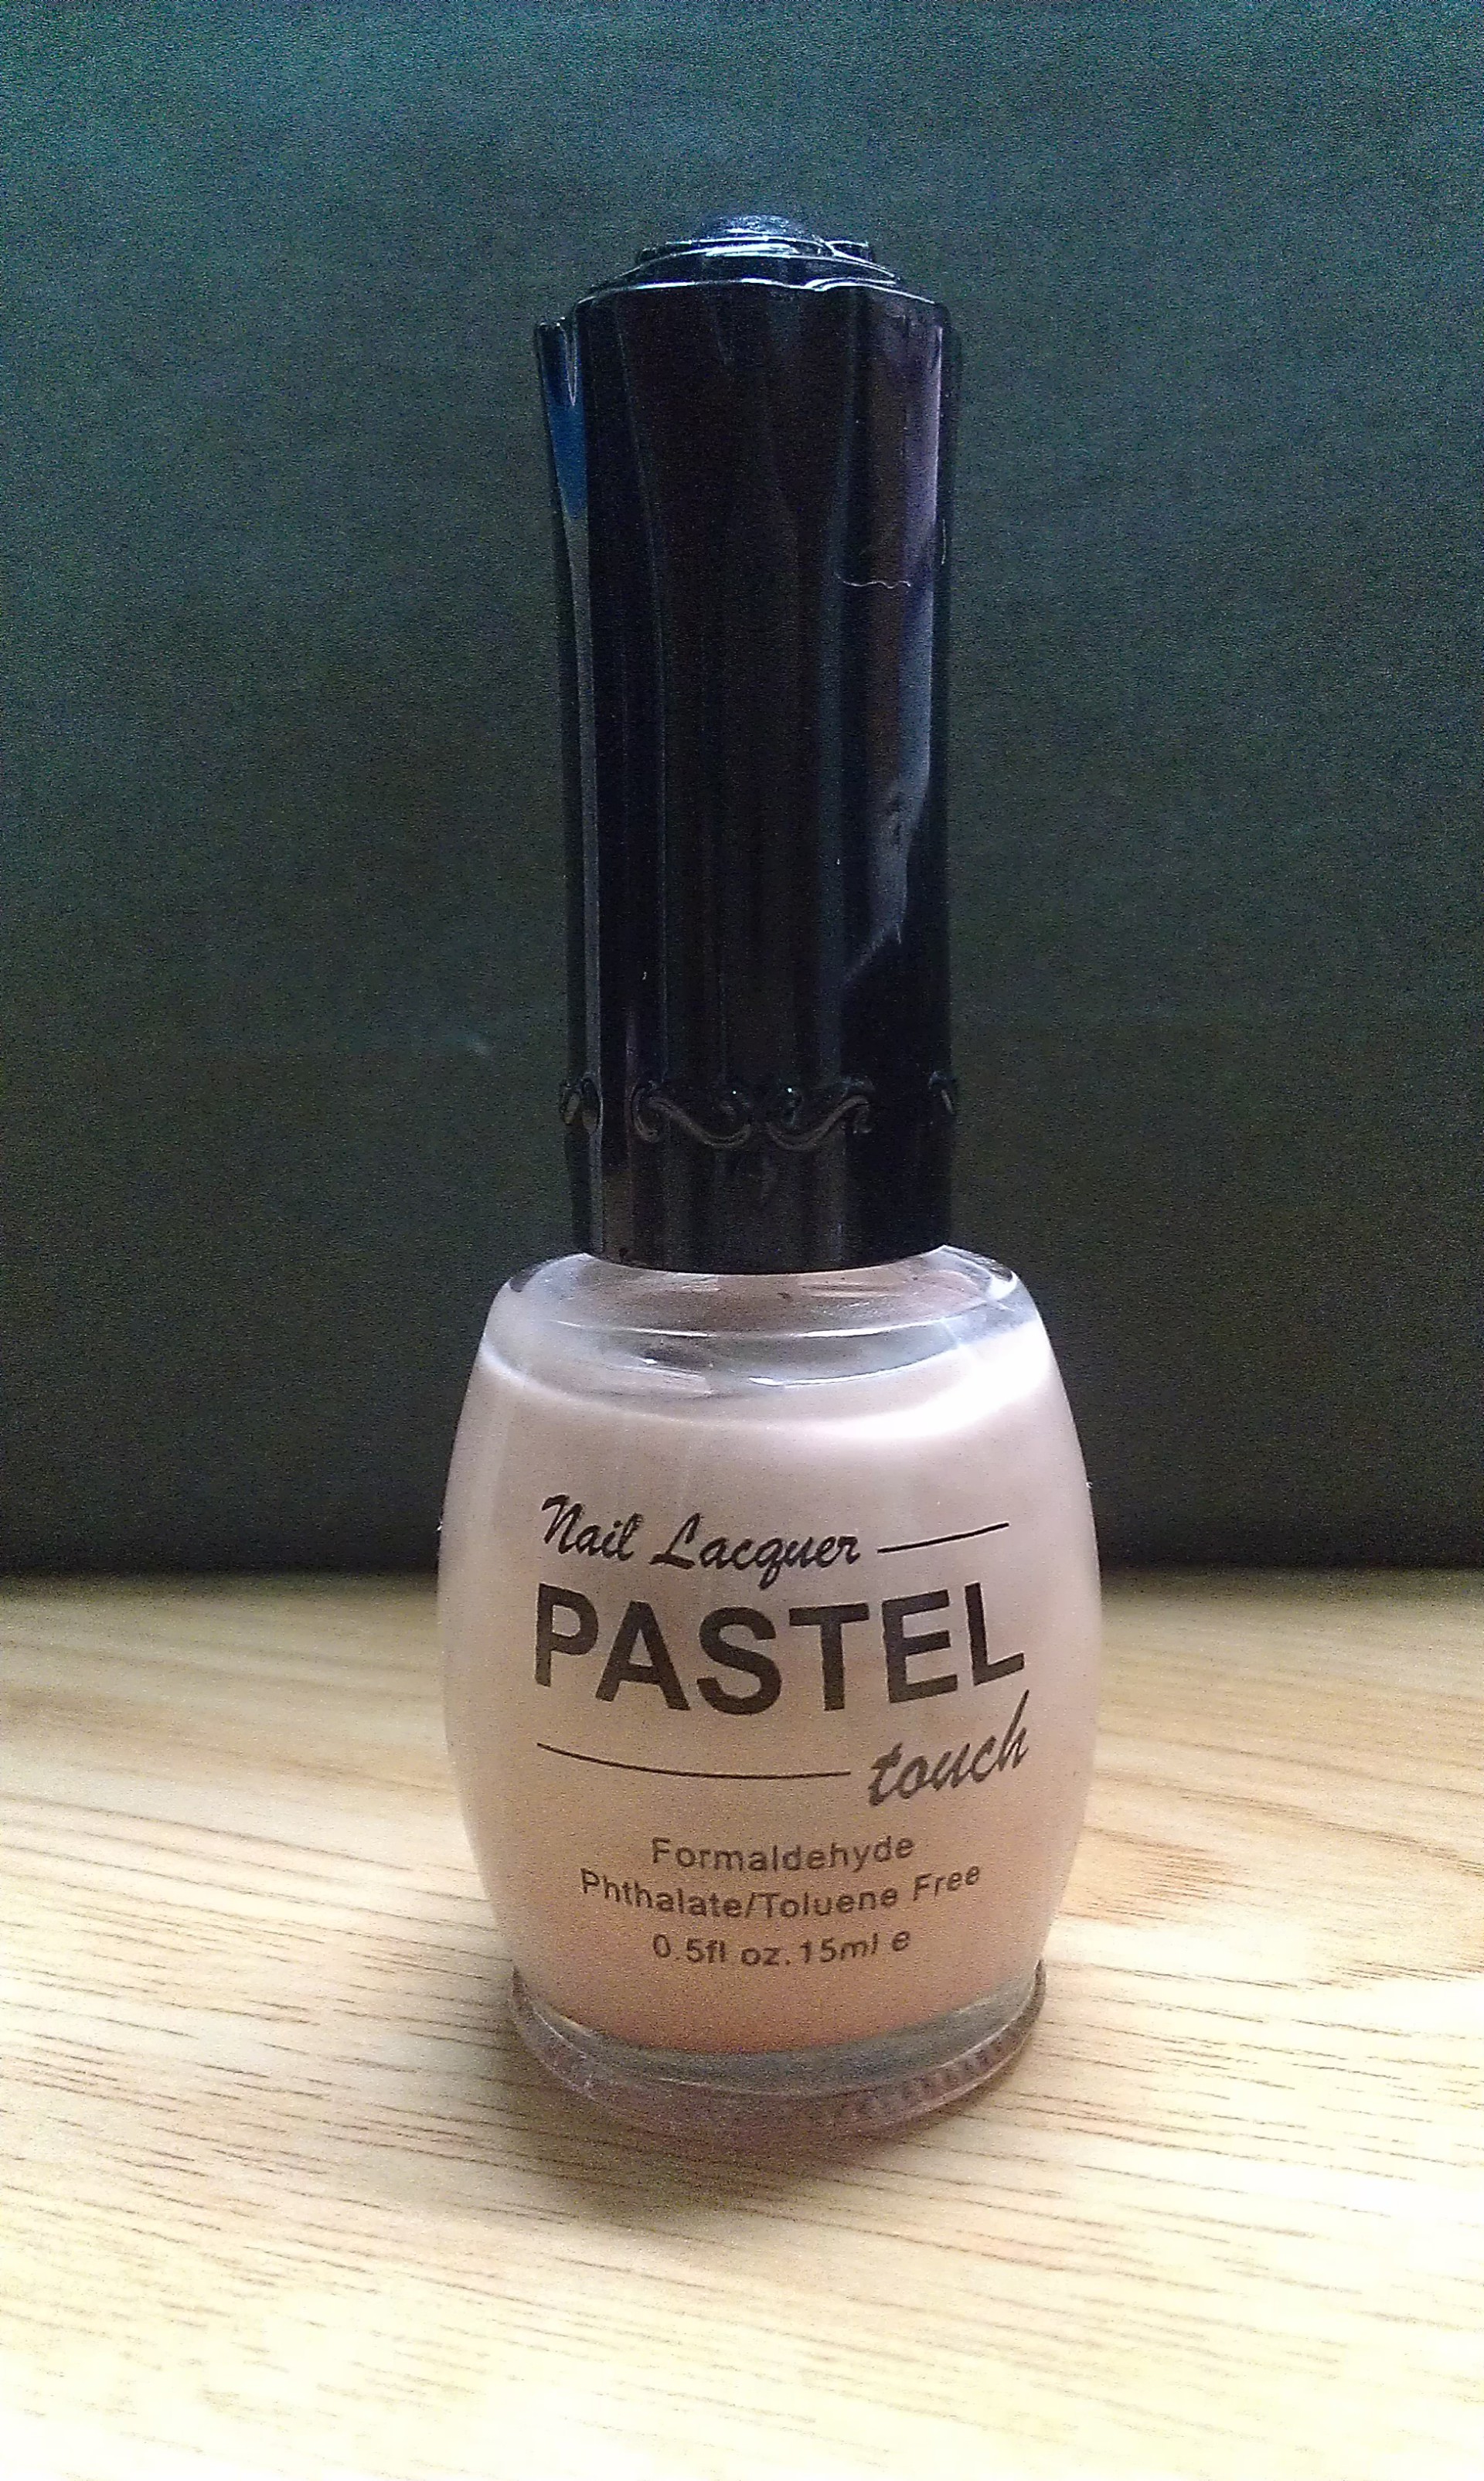 Nail Lacquer
PASTEL
touch
Formaldehyde
Phthalate/Toluene Free
0.5fl oz.15ml e